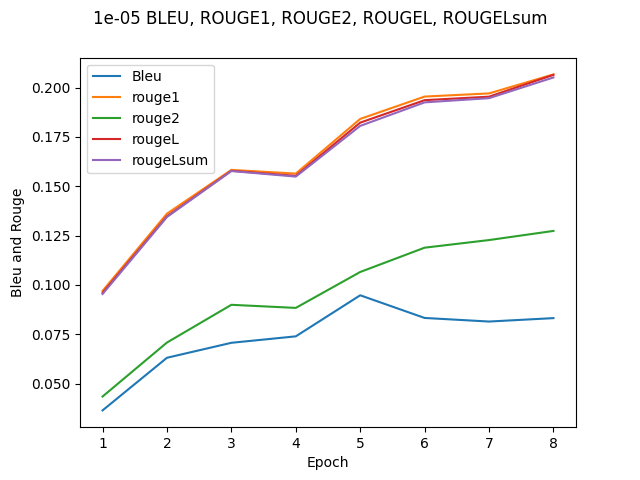 1e-05 BLEU, ROUGE1, ROUGE2, ROUGEL, ROUGELsum
Bleu
rouge1
rouge2
rougeL
rougeLsum
Bleu and Rouge
0.200
0.175
0.150
0.125
0.100
0.075
0.050
1 2 3 4 5 6 7 8
Epoch